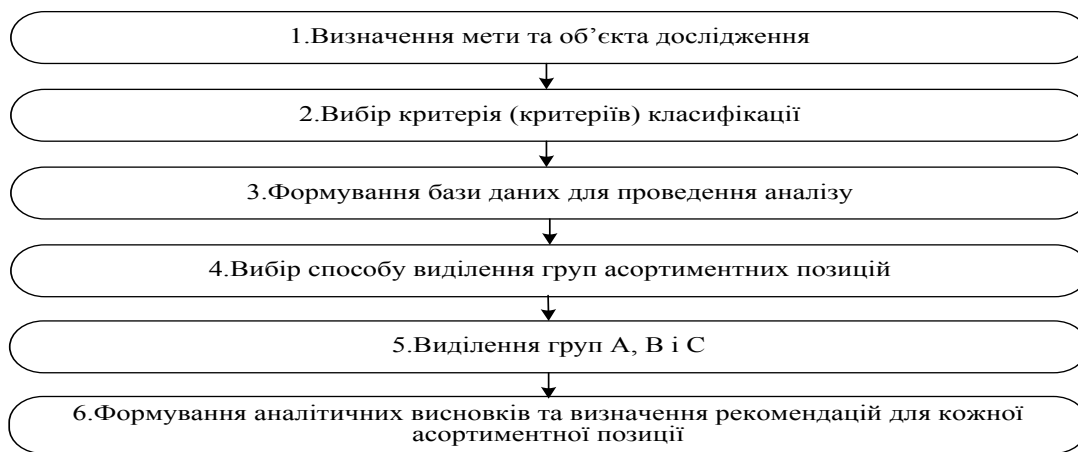 1.Визначення мети та об’єкта дослідження
2.Вибір критерія (критеріїв) класифікації
3.Формування бази даних для проведення аналізу
4.Вибір способу виділення груп асортиментних позицій
5.Виділення груп А, В і С
6.Формування аналітичних висновків та визначення рекомендацій для кожної
асортиментної позиції